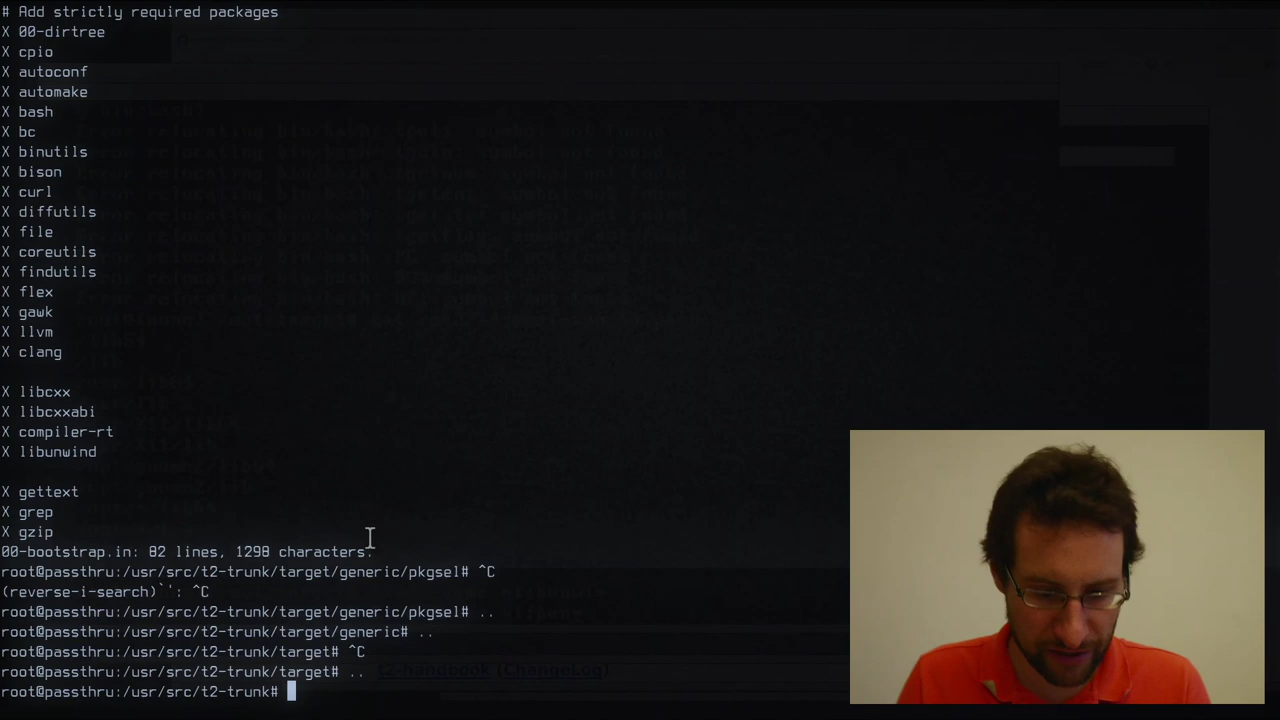 # Add strictly required packages
X 00-dirtree
X cpio
X autoconf
X automake
X bash
X bc
X binutils
X bison
X curl
X diffutils
X file
X coreutils
X findutils
X flex
X gawk
X llvm
X clang
X libcxx
X libcxxabi
X compiler-rt
X libunwind
X gettext
X grep
X gzip
00-bootstrap.in: 82 lines, 1298 characters.
root@passthru:/usr/src/t2-trunk/target/generic/pkgsel# ^C
(reverse-i-search)`': ^C
root@passthru:/usr/src/t2-trunk/target/generic/pkgsel# ..
root@passthru:/usr/src/t2-trunk/target/generic# ..
root@passthru:/usr/src/t2-trunk/target# ^C
root@passthru:/usr/src/t2-trunk/target# .. t2-handbook (ChangeLog)
root@passthru:/usr/src/t2-trunk#